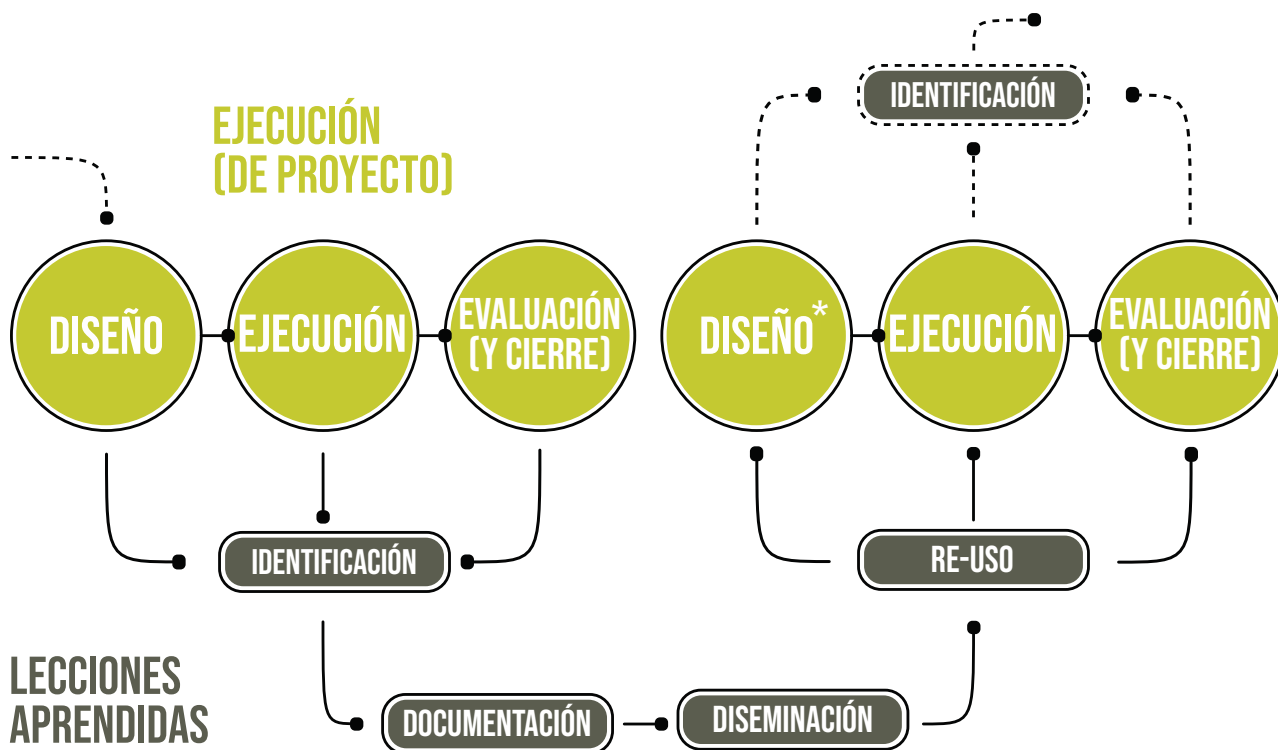 IDENTIFICACIÓN
EJECUCIÓN
(DE PROYECTO)
DISEÑO
EJECUCIÓN
EVALUACIÓN
(Y CIERRE)
DISEÑO*
EJECUCIÓN
EVALUACIÓN
(Y CIERRE)
IDENTIFICACIÓN
RE-USO
LECCIONES
APRENDIDAS
DOCUMENTACIÓN
DISEMINACIÓN